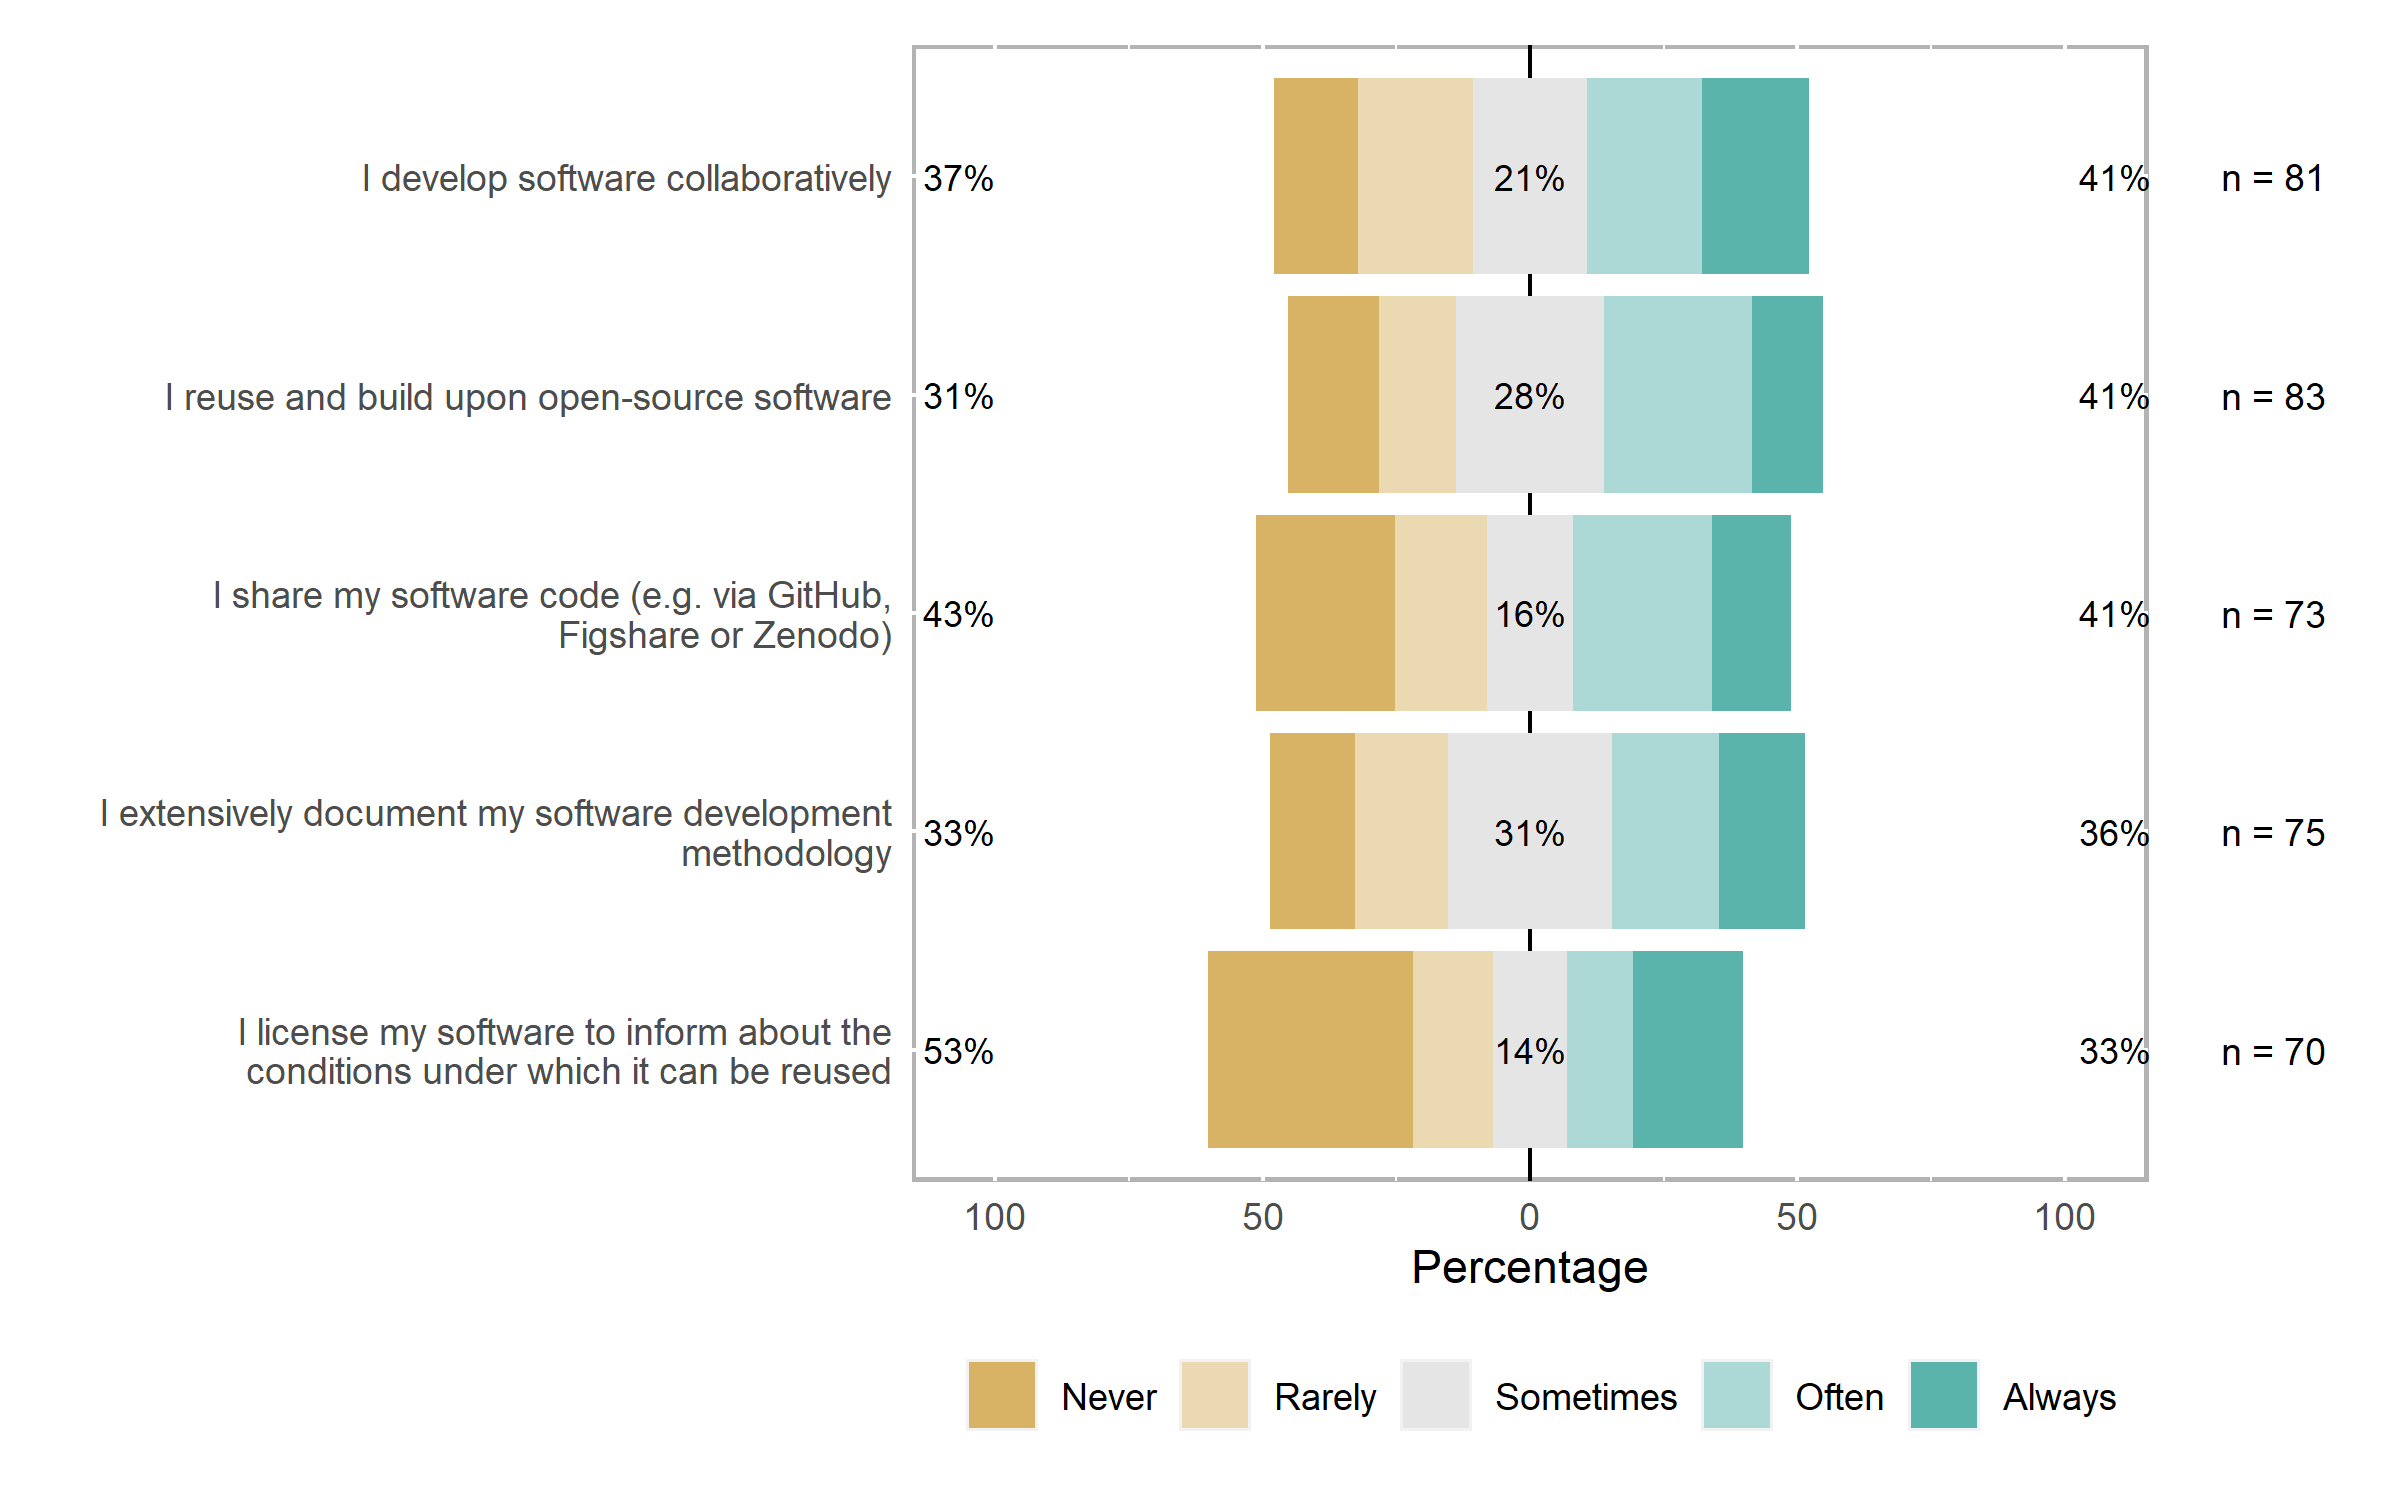 I develop software collaboratively 37% 21% 41% n = 81
I reuse and build upon open-source software 31% 28% 41% n = 83
I share my software code (e.g. via GitHub,
Figshare or Zenodo)
43% 16% 41% n = 73
I extensively document my software development
methodology
33% 31% 36% n = 75
I license my software to inform about the
conditions under which it can be reused
53% 14% 33% n = 70
100 50 0 50 100
Percentage
Never Rarely Sometimes Often Always